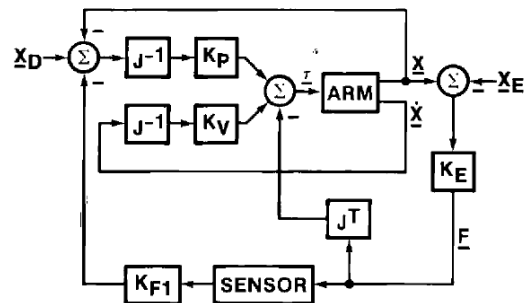 X_D
Σ
J⁻¹
K_P
Σ
τ
ARM
X
Σ
X_E
J⁻¹
K_V
Ẋ
K_E
J^T
F
K_F1
SENSOR